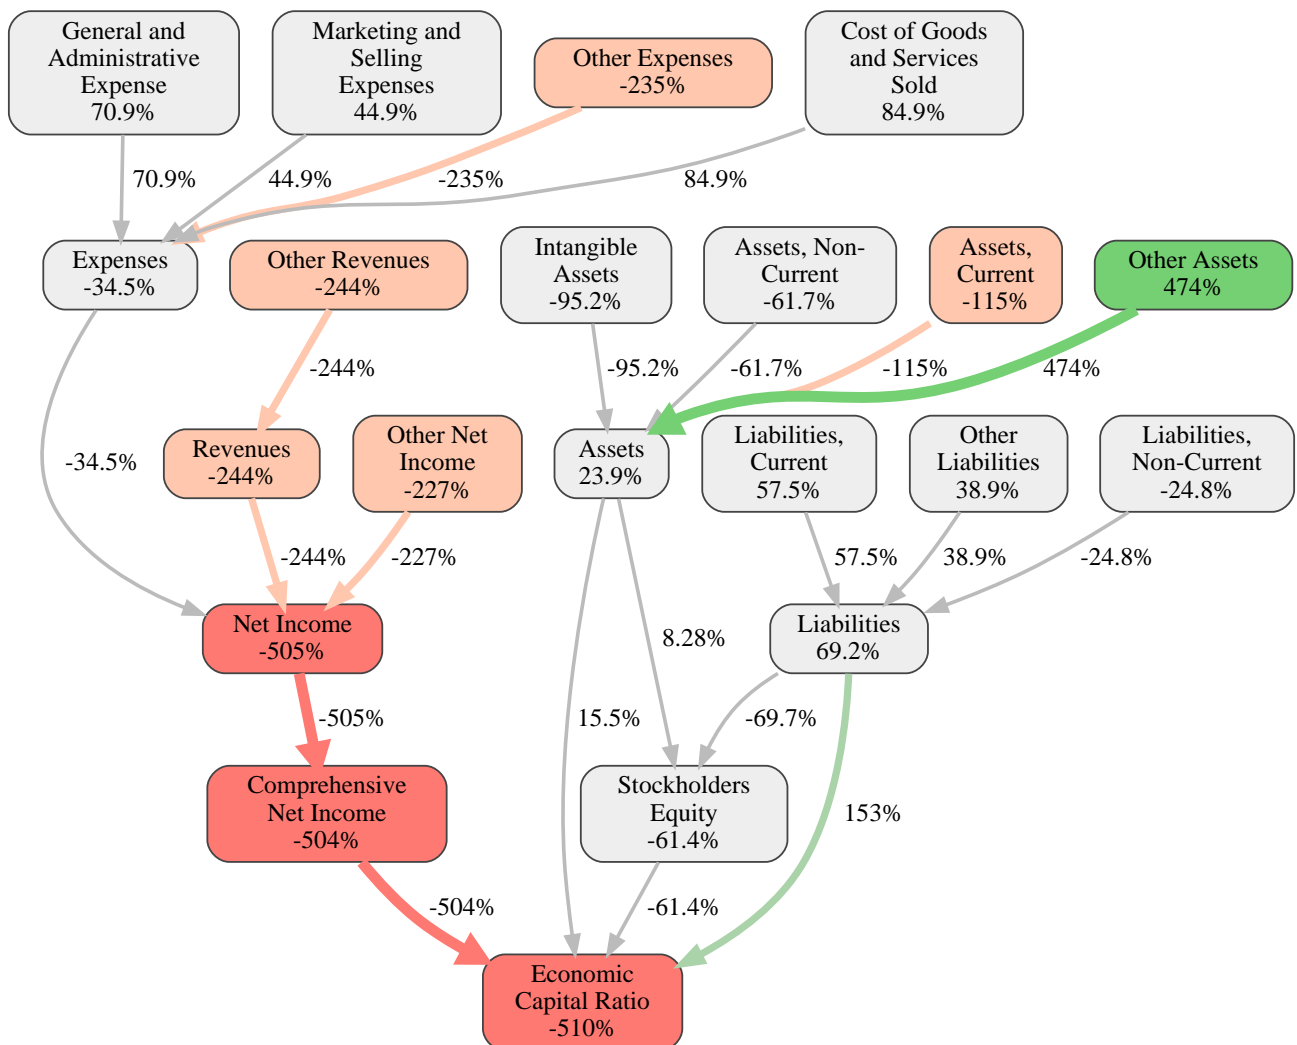 General and
Administrative
Expense
70.9%
Marketing and
Selling
Expenses
44.9%
Other Expenses
-235%
Cost of Goods
and Services
Sold
84.9%
70.9%
44.9%
-235%
84.9%
Expenses
-34.5%
Other Revenues
-244%
Intangible
Assets
-95.2%
Assets, Non-
Current
-61.7%
Assets,
Current
-115%
Other Assets
474%
-244%
-95.2%
-61.7%
-115%
474%
-34.5%
Revenues
-244%
Other Net
Income
-227%
Assets
23.9%
Liabilities,
Current
57.5%
Other
Liabilities
38.9%
Liabilities,
Non-Current
-24.8%
-244%
-227%
57.5%
38.9%
-24.8%
Net Income
-505%
8.28%
Liabilities
69.2%
-505%
15.5%
-69.7%
Comprehensive
Net Income
-504%
Stockholders
Equity
-61.4%
153%
-504%
-61.4%
Economic
Capital Ratio
-510%